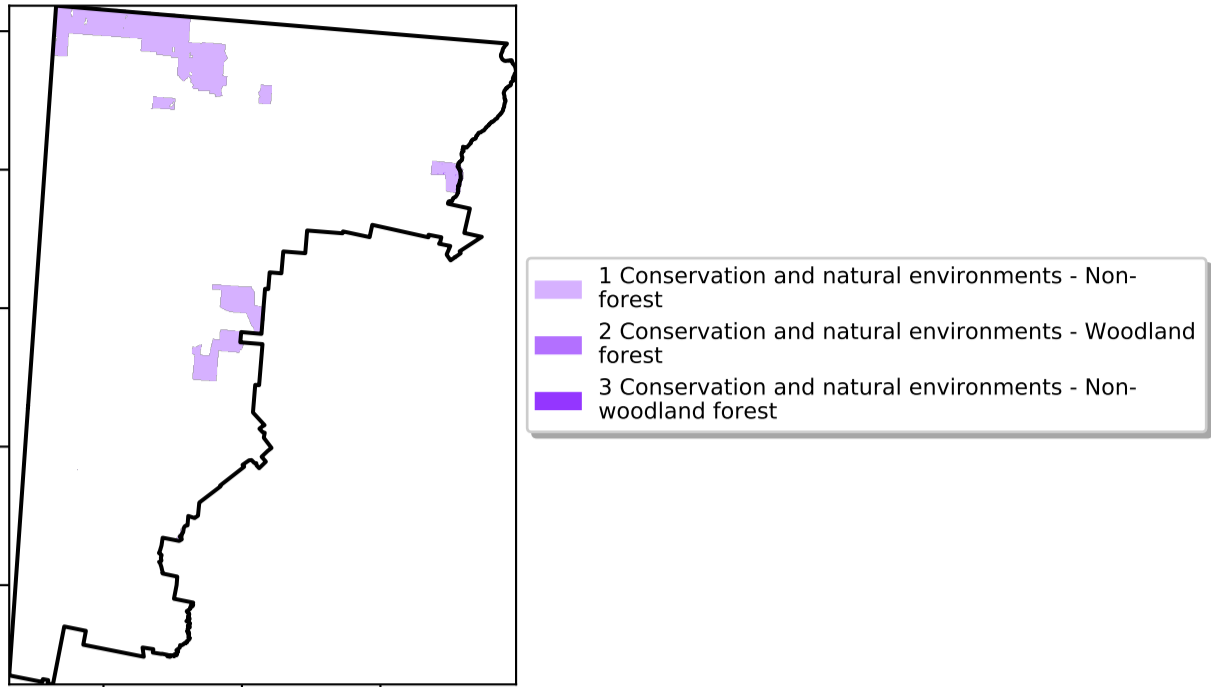 1 Conservation and natural environments - Non-
forest
2 Conservation and natural environments - Woodland
forest
3 Conservation and natural environments - Non-
woodland forest